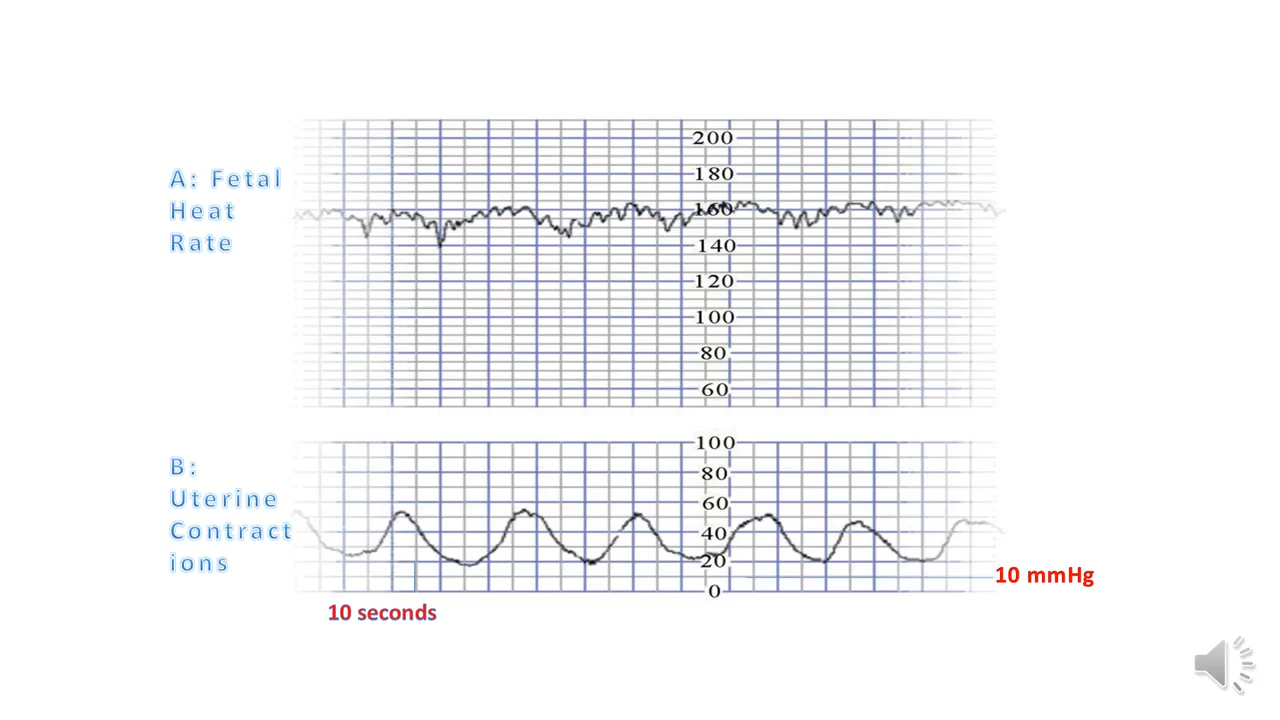 A: Fetal
Heat
Rate
200
180
160
140
120
100
80
60
B:
Uterine
Contract
ions
100
80
60
40
20
0
10 mmHg
10 seconds